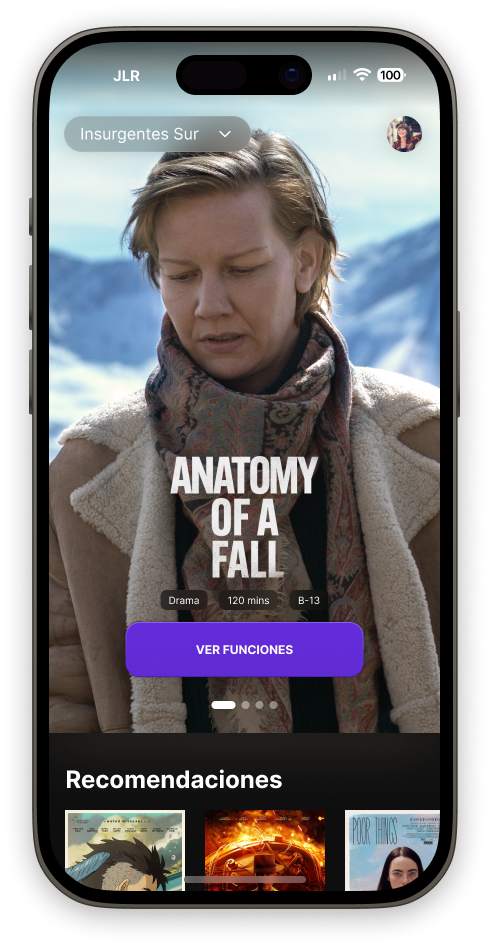 JLR
100
Insurgentes Sur
ANATOMY
OF A
FALL
Drama
120 mins
B-13
VER FUNCIONES
Recomendaciones
POOR THINGS